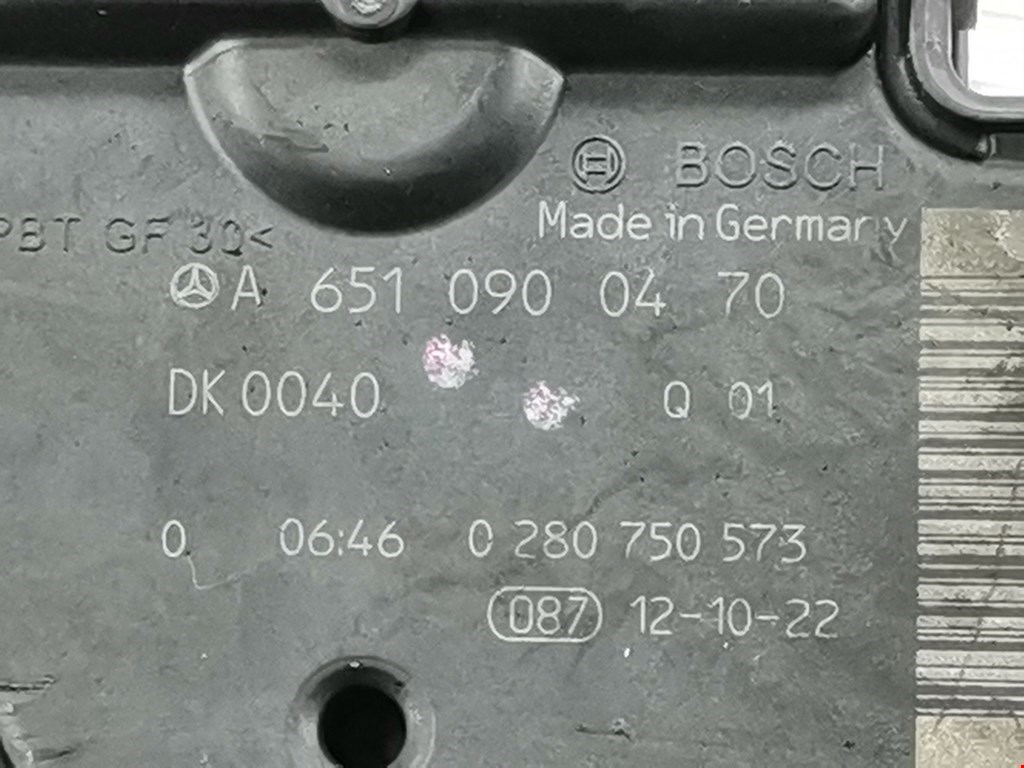 BOSCH
Made in Germany
PBT GF 30<
A 651 090 04 70
DK 0040 Q 01
0 06:46 0 280 750 573
087 12-10-22